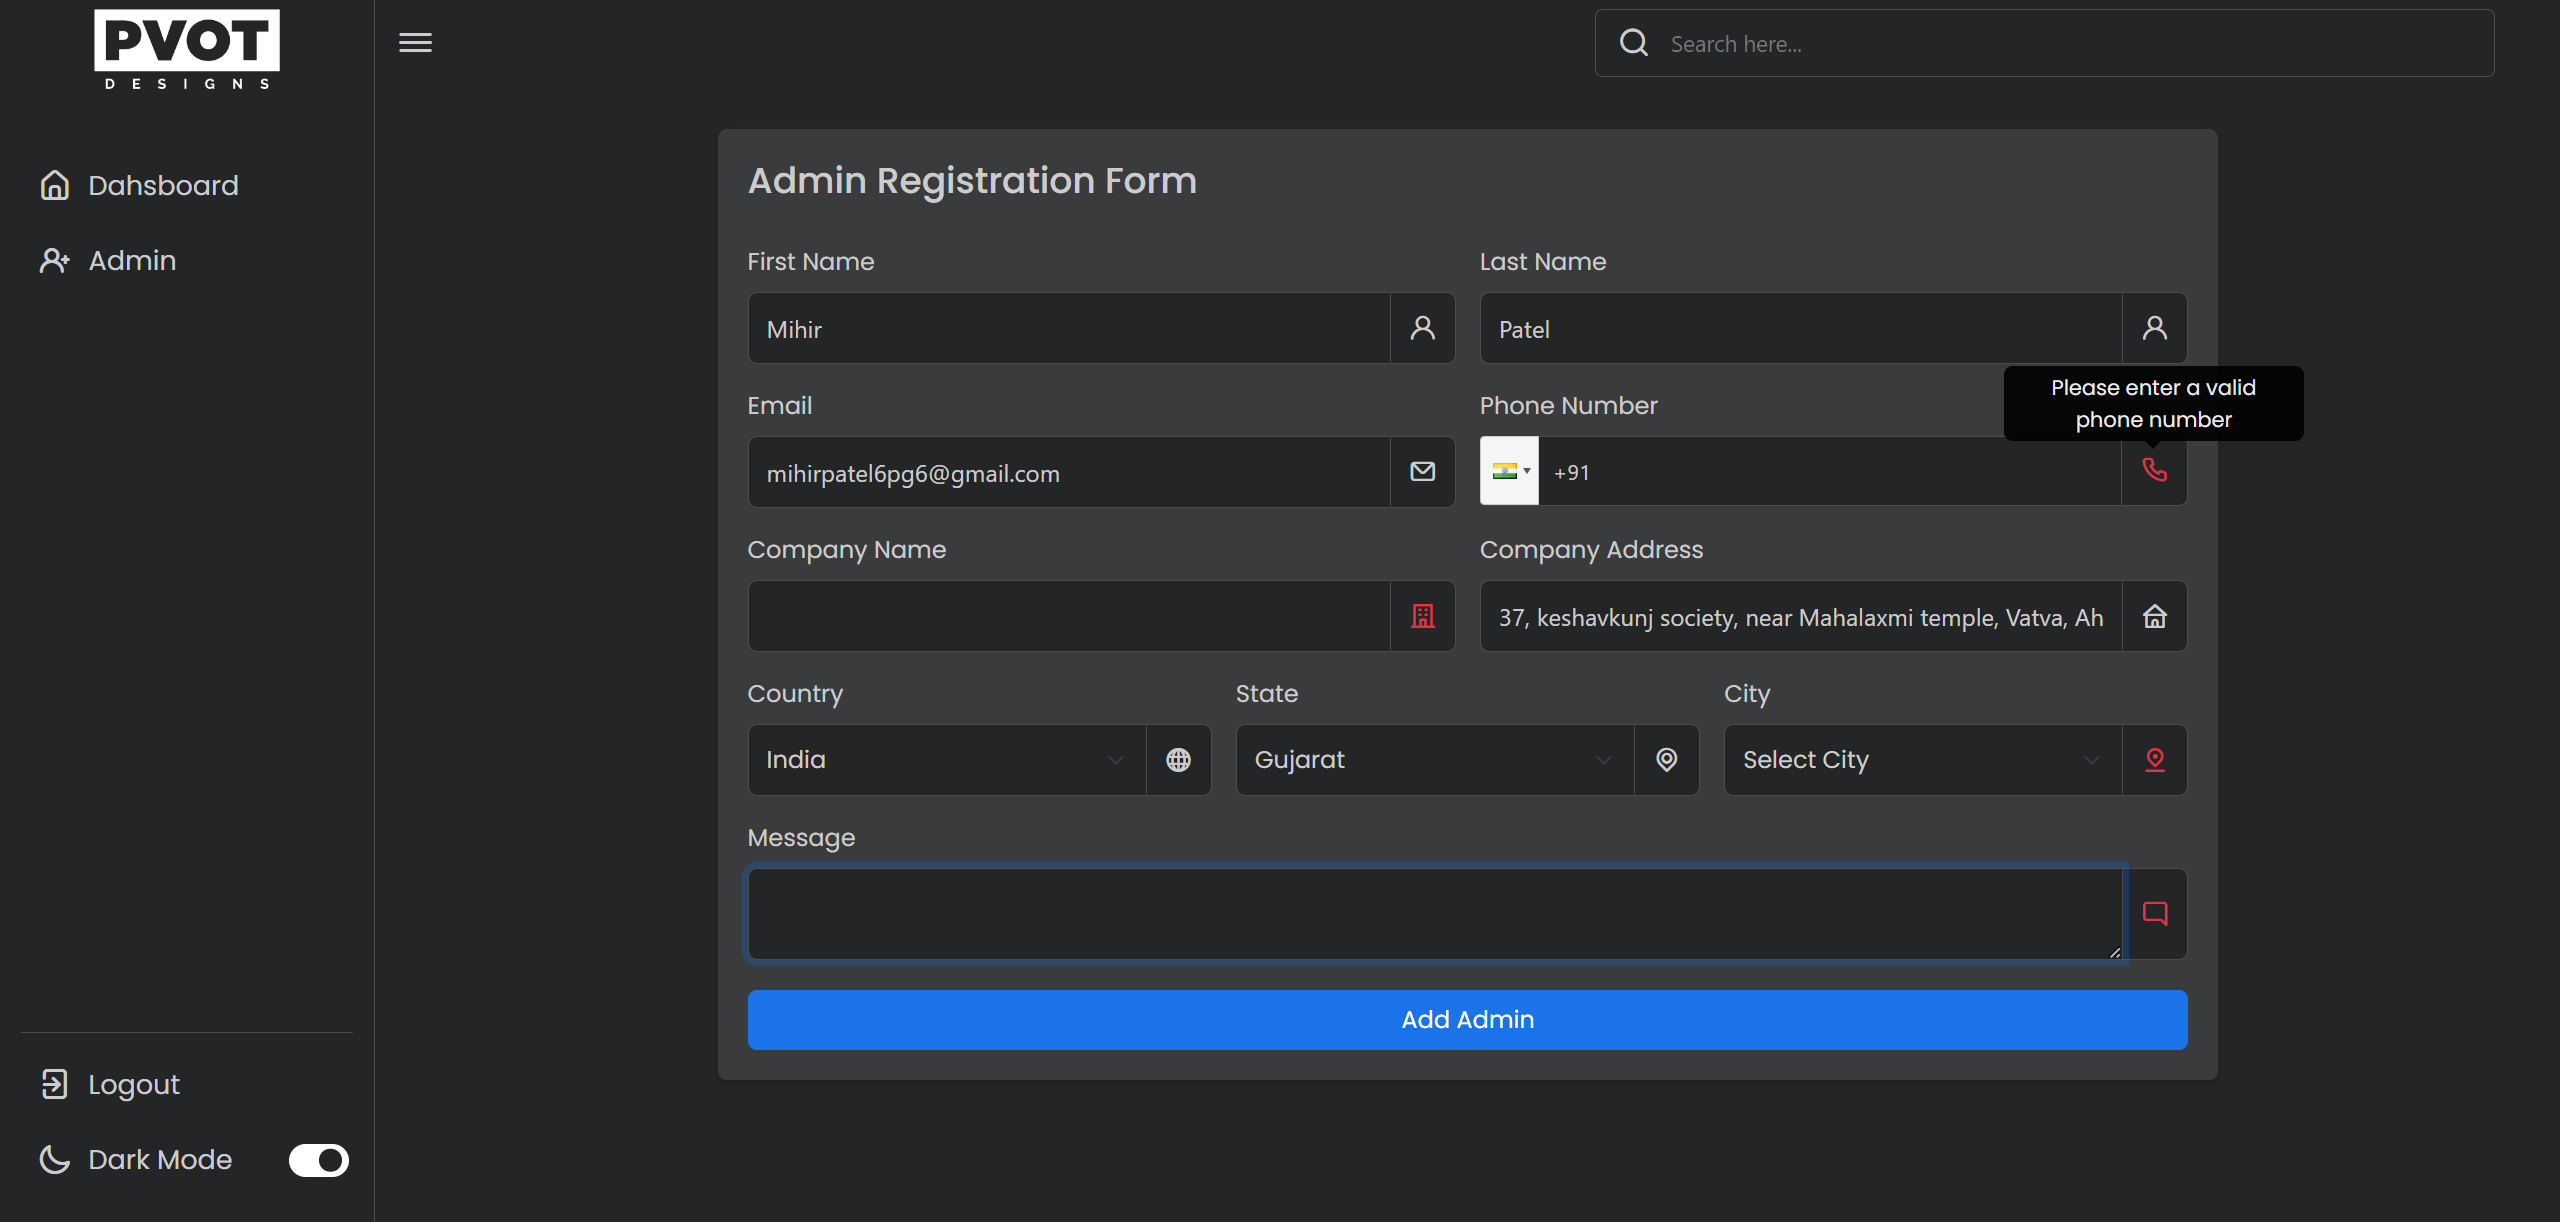 PVOT
DESIGNS
Search here...
Dahsboard
Admin
Admin Registration Form
First Name
Last Name
Mihir
Patel
Please enter a valid
phone number
Email
Phone Number
mihirpatel6pg6@gmail.com
+91
Company Name
Company Address
37, keshavkunj society, near Mahalaxmi temple, Vatva, Ah
Country
State
City
India
Gujarat
Select City
Message
Add Admin
Logout
Dark Mode